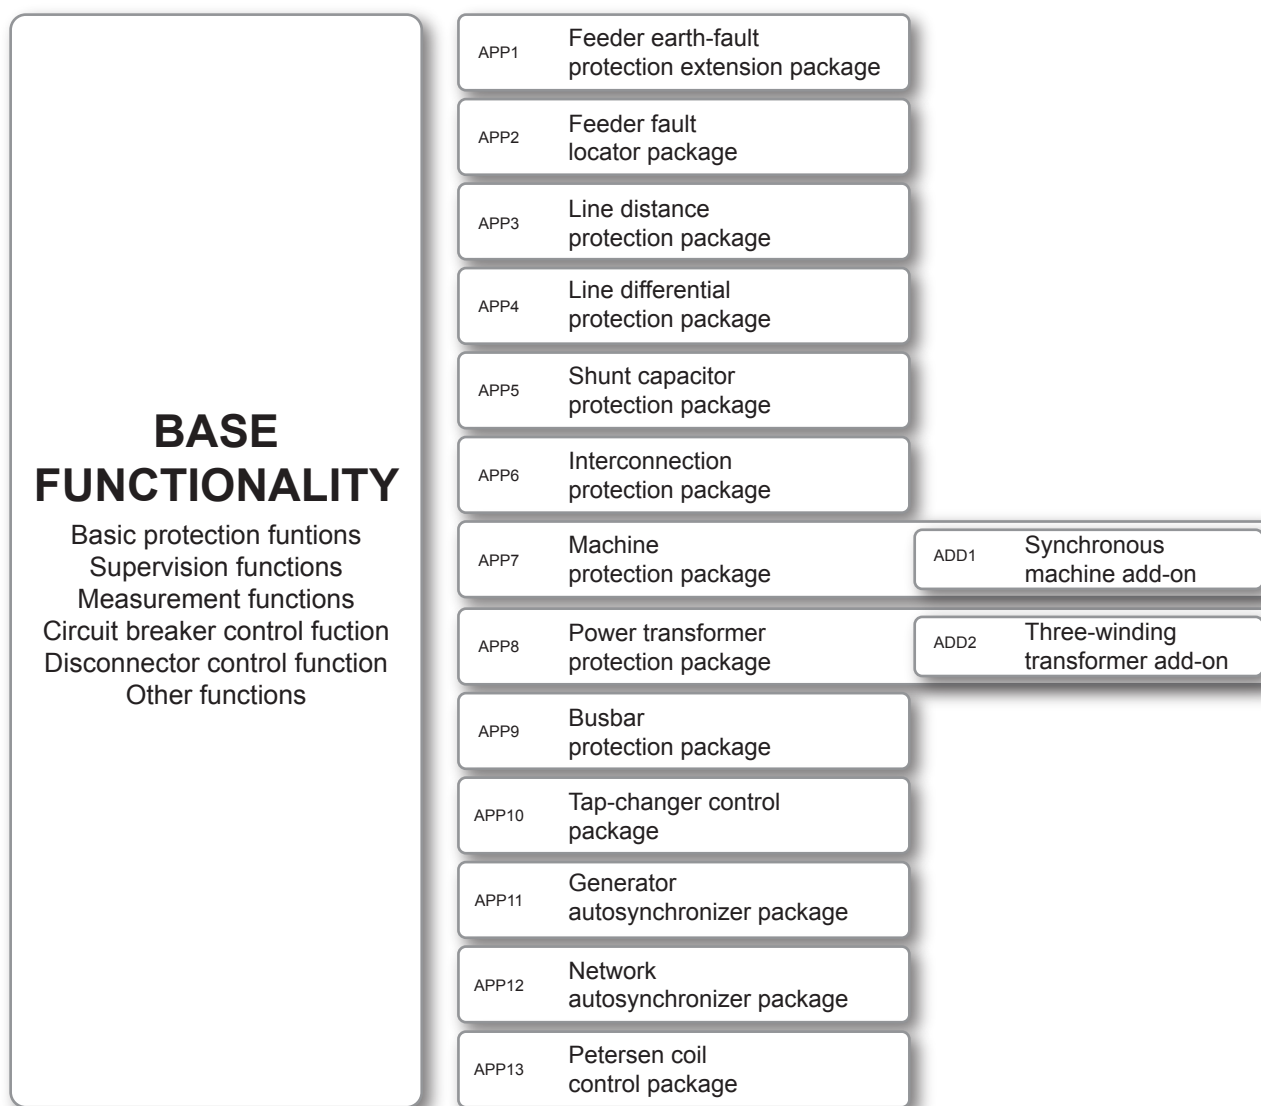 BASE
FUNCTIONALITY
Basic protection funtions
Supervision functions
Measurement functions
Circuit breaker control fuction
Disconnector control function
Other functions
APP1
Feeder earth-fault
protection extension package
APP2
Feeder fault
locator package
APP3
Line distance
protection package
APP4
Line differential
protection package
APP5
Shunt capacitor
protection package
APP6
Interconnection
protection package
APP7
Machine
protection package
ADD1
Synchronous
machine add-on
APP8
Power transformer
protection package
ADD2
Three-winding
transformer add-on
APP9
Busbar
protection package
APP10
Tap-changer control
package
APP11
Generator
autosynchronizer package
APP12
Network
autosynchronizer package
APP13
Petersen coil
control package